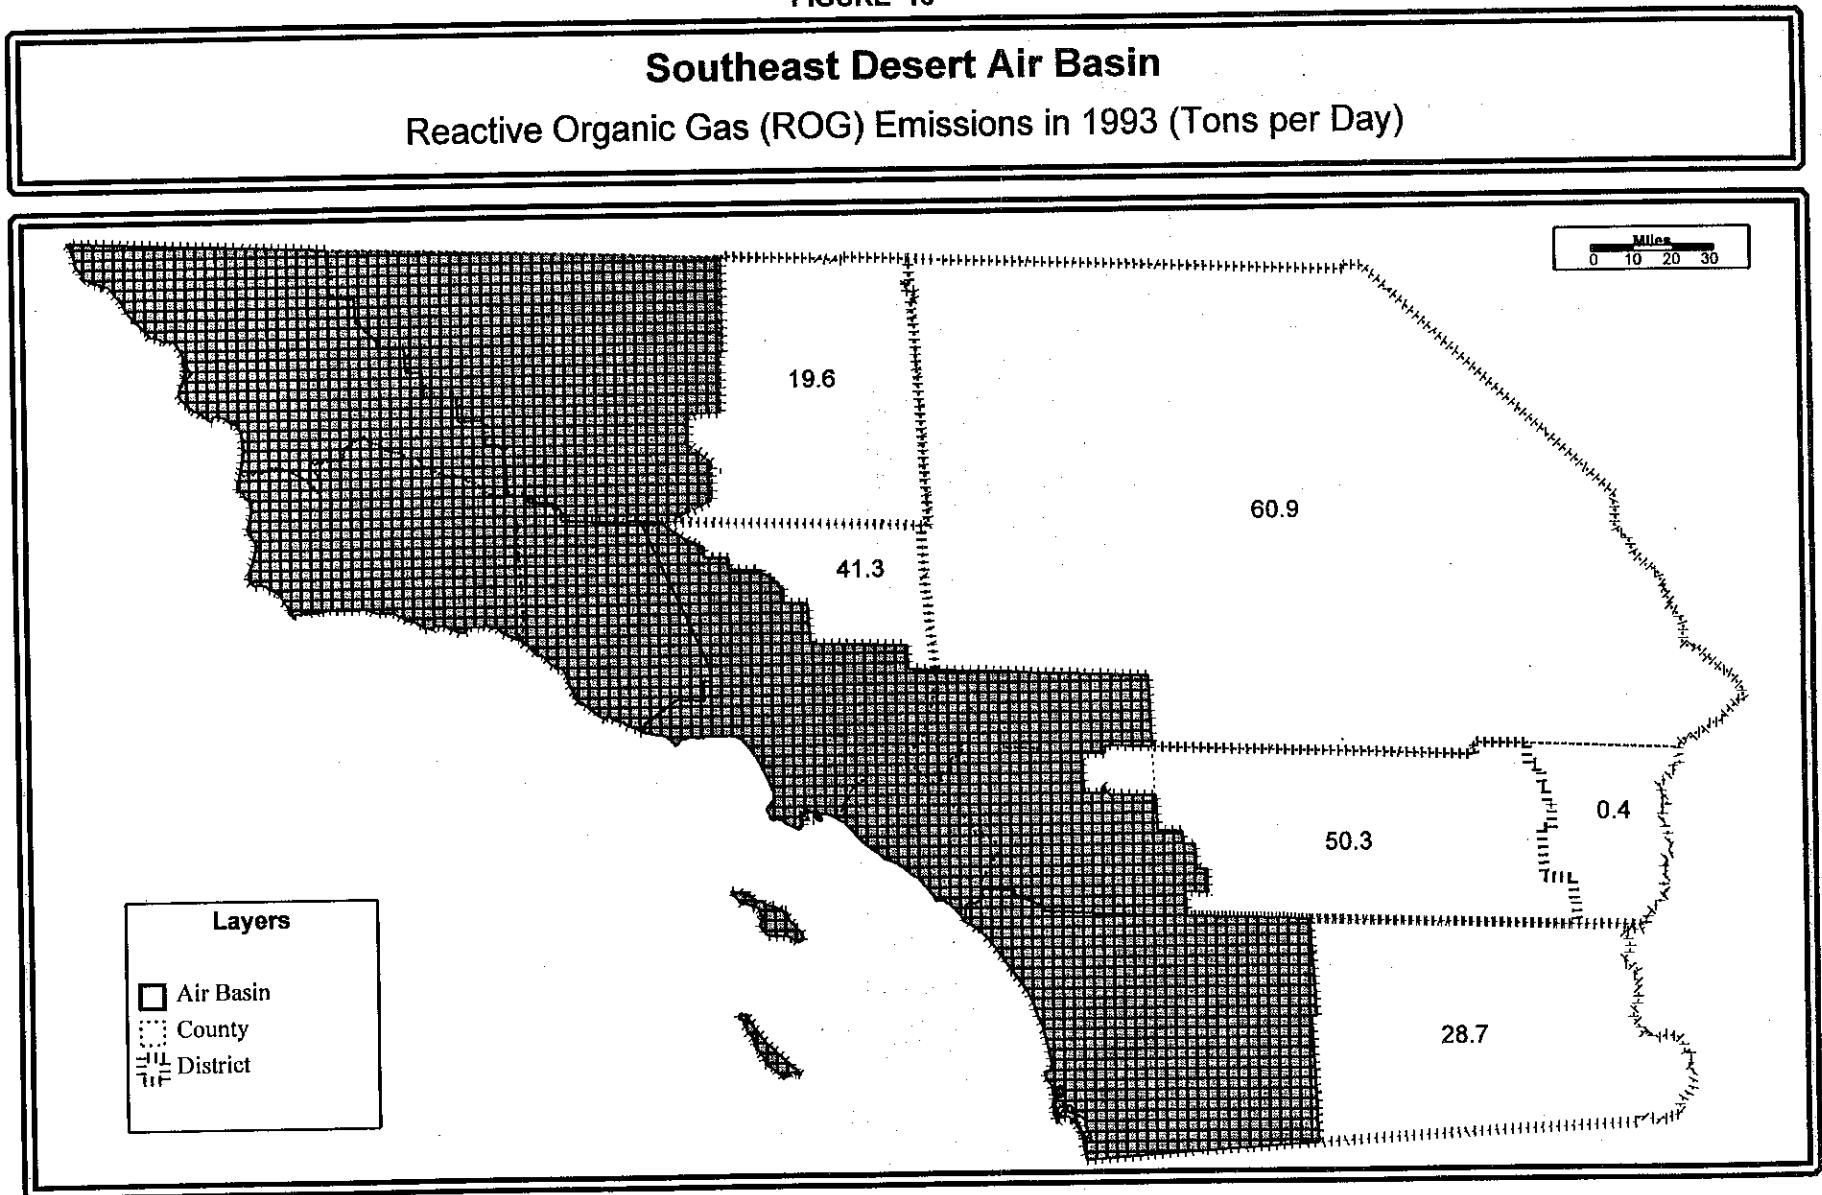 Southeast Desert Air Basin
Reactive Organic Gas (ROG) Emissions in 1993 (Tons per Day)
Miles
0 10 20 30
19.6
60.9
41.3
0.4
50.3
28.7
Layers
Air Basin
County
District